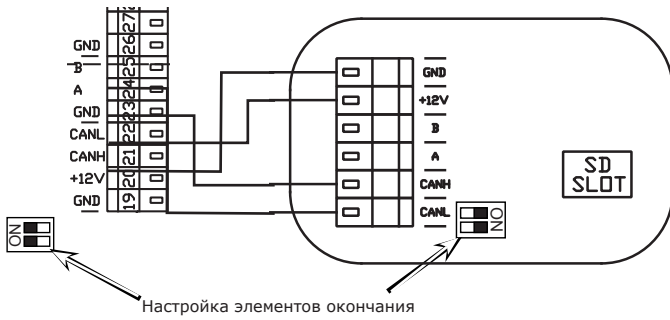 27
GND 26
B 25
A 24
GND 23
CANL 22
CANH 21
+12V 20
GND 19
GND
+12V
B
A
CANH
CANL
SD
SLOT
ON
ON
Настройка элементов окончания